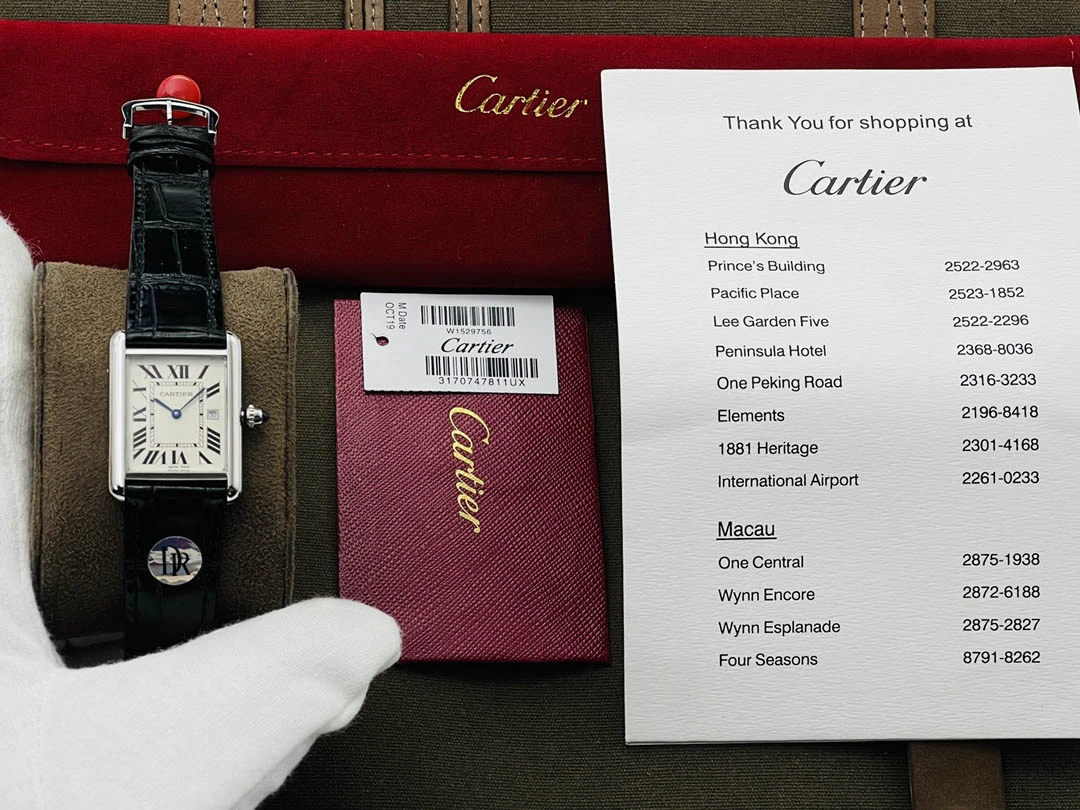 Cartier
Thank You for shopping at
Cartier
Hong Kong
Prince's Building 2522-2963
Pacific Place 2523-1852
Lee Garden Five 2522-2296
Peninsula Hotel 2368-8036
One Peking Road 2316-3233
Elements 2196-8418
1881 Heritage 2301-4168
International Airport 2261-0233
Macau
One Central 2875-1938
Wynn Encore 2872-6188
Wynn Esplanade 2875-2827
Four Seasons 8791-8262
M Date
OCT19
W1529756
Cartier
3170747811UX
Cartier
XII
CARTIER
DR